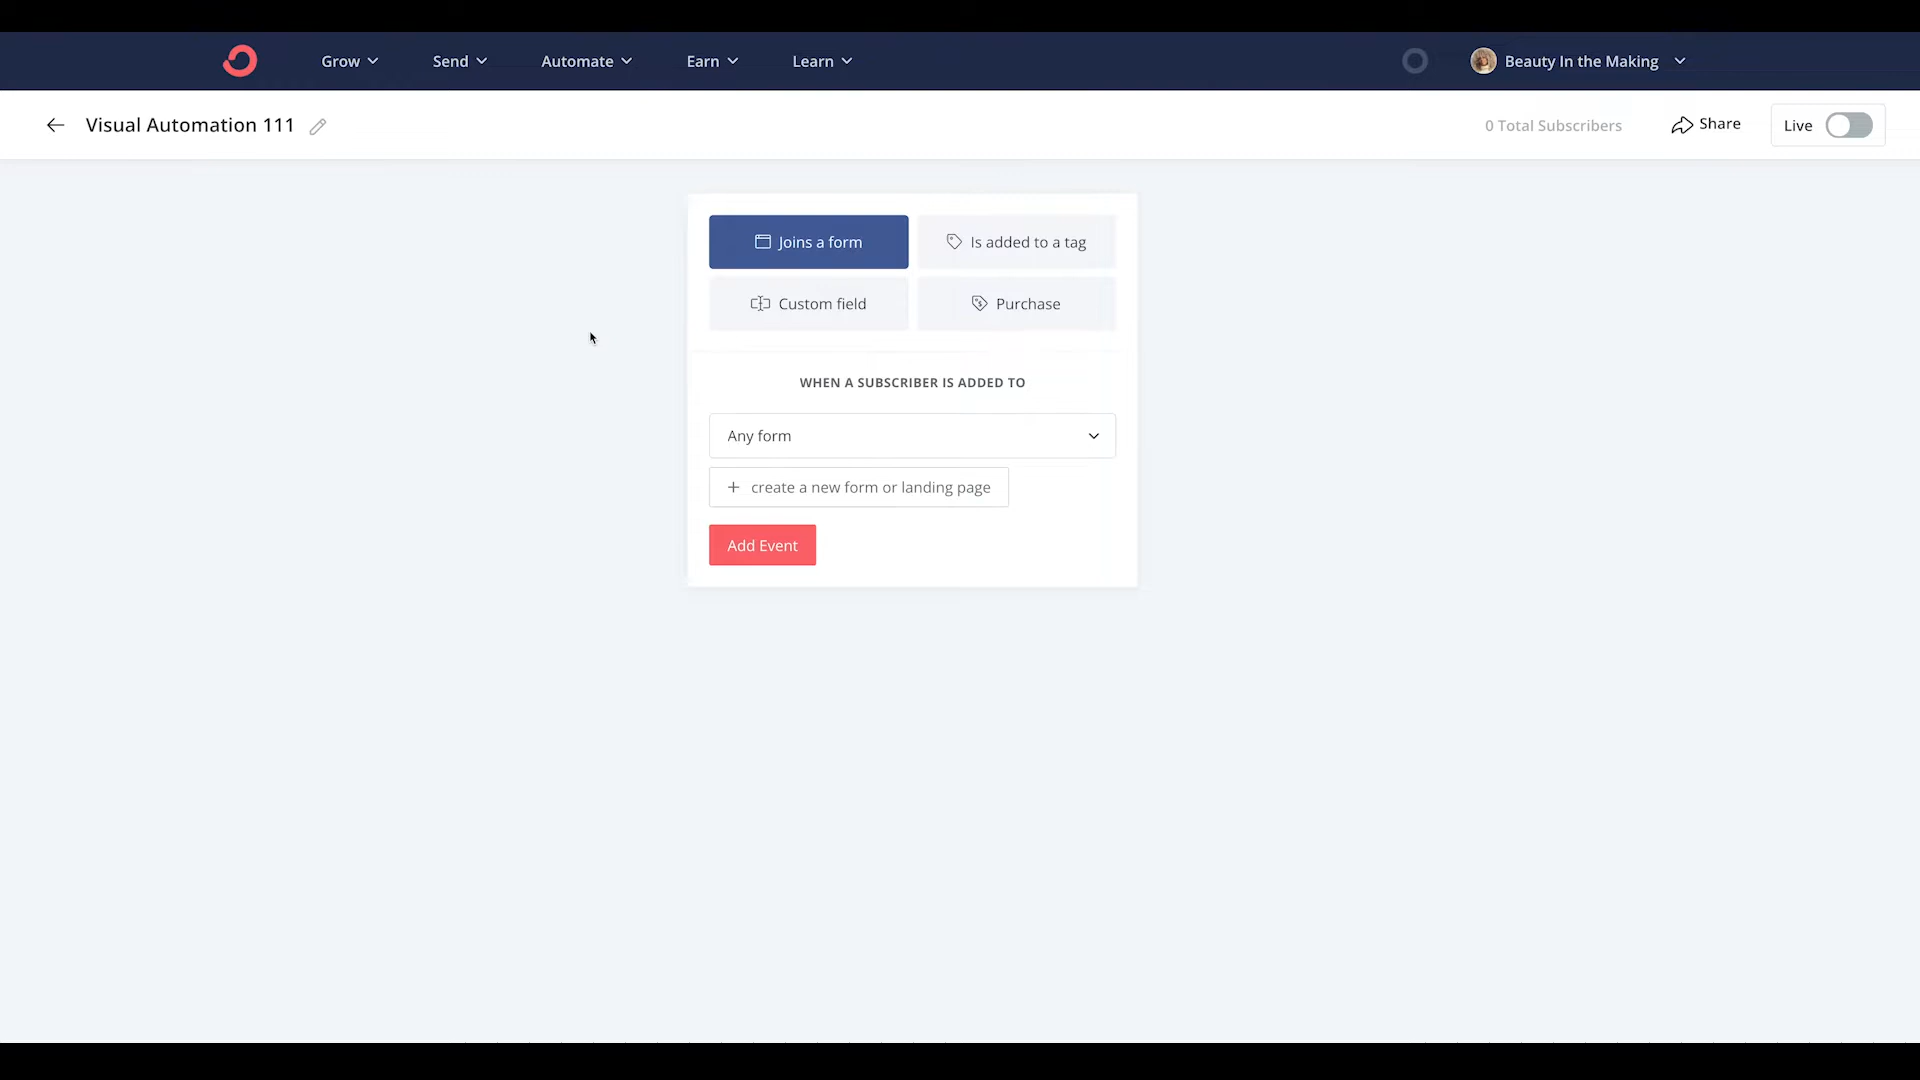 Grow Send Automate Earn Learn Beauty In the Making
Visual Automation 111 0 Total Subscribers Share Live
Joins a form Is added to a tag
Custom field Purchase
WHEN A SUBSCRIBER IS ADDED TO
Any form
+ create a new form or landing page
Add Event